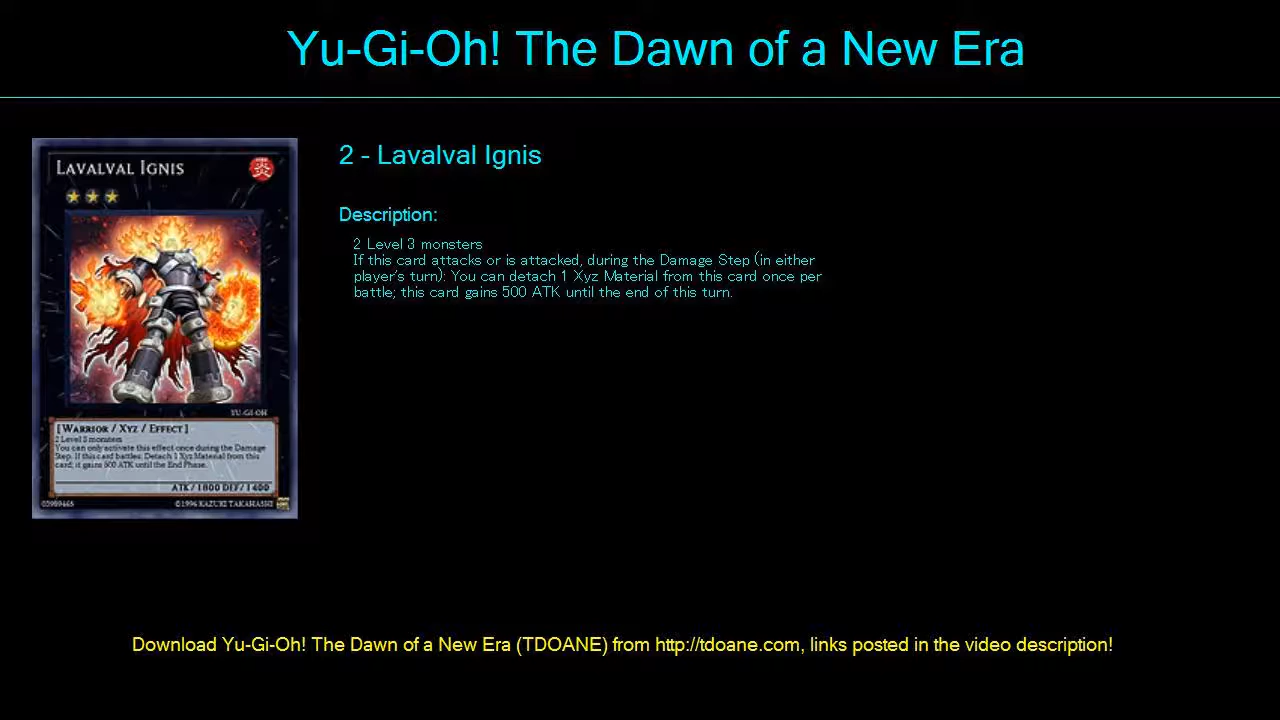 Yu-Gi-Oh! The Dawn of a New Era
LAVALVAL IGNIS
炎
YU-GI-OH
[WARRIOR / XYZ / EFFECT]
2 Level 3 monsters
You can only activate this effect once during the Damage
Step. If this card battles: Detach 1 Xyz Material from this
card; it gains 500 ATK until the End Phase.
ATK/1800 DEF/1400
©1996 KAZUKI TAKAHASHI
2 - Lavalval Ignis
Description:
2 Level 3 monsters
If this card attacks or is attacked, during the Damage Step (in either
player's turn): You can detach 1 Xyz Material from this card once per
battle; this card gains 500 ATK until the end of this turn.
Download Yu-Gi-Oh! The Dawn of a New Era (TDOANE) from http://tdoane.com, links posted in the video description!